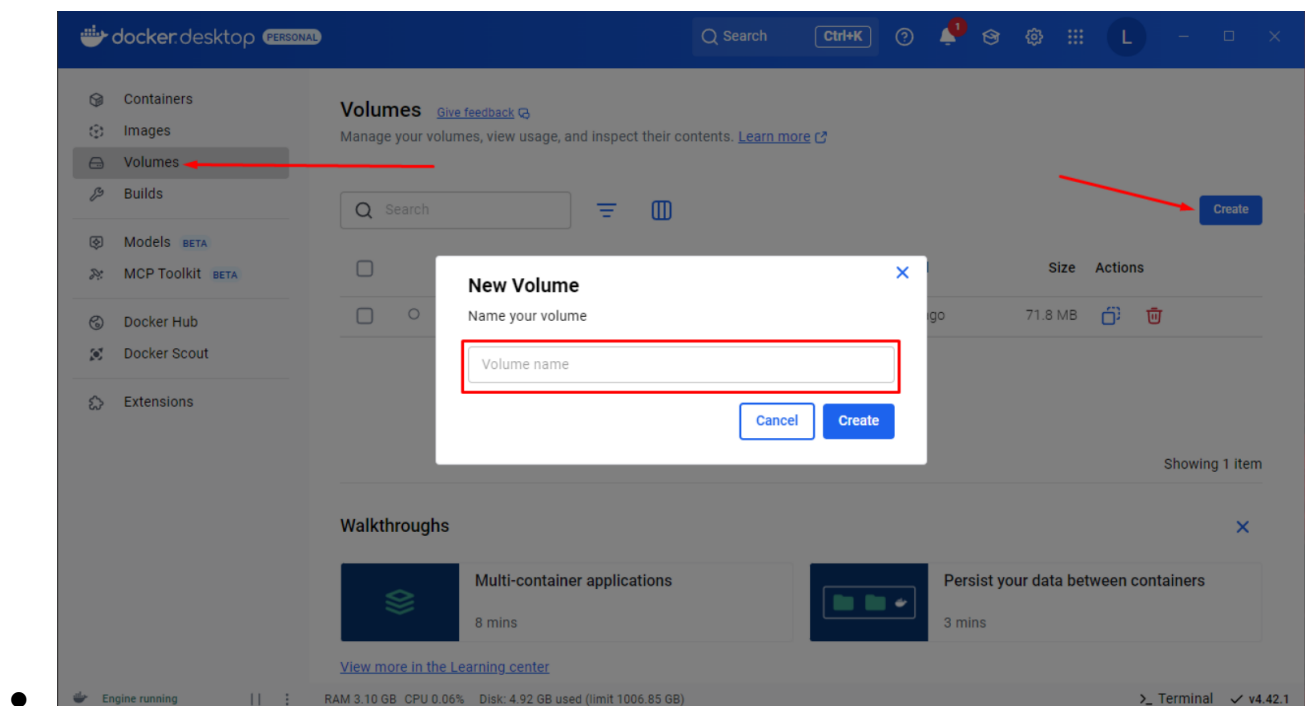 docker.desktop PERSONAL
Search Ctrl+K
1
L
Containers
Images
Volumes
Builds
Models BETA
MCP Toolkit BETA
Docker Hub
Docker Scout
Extensions
Volumes Give feedback
Manage your volumes, view usage, and inspect their contents. Learn more
Search
Create
Size Actions
ago 71.8 MB
New Volume
Name your volume
Volume name
Cancel Create
Showing 1 item
Walkthroughs
Multi-container applications
8 mins
Persist your data between containers
3 mins
View more in the Learning center
Engine running
RAM 3.10 GB CPU 0.06% Disk: 4.92 GB used (limit 1006.85 GB)
Terminal v4.42.1